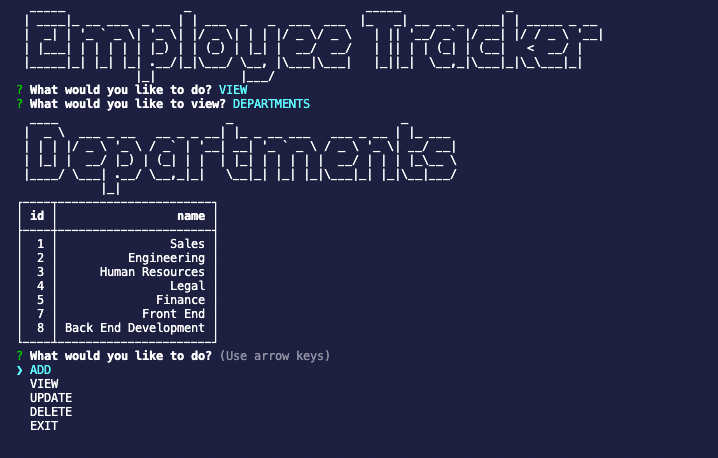 Employee Tracker
? What would you like to do? VIEW
? What would you like to view? DEPARTMENTS
Departments
id name
1 Sales
2 Engineering
3 Human Resources
4 Legal
5 Finance
7 Front End
8 Back End Development
? What would you like to do? (Use arrow keys)
❯ ADD
VIEW
UPDATE
DELETE
EXIT